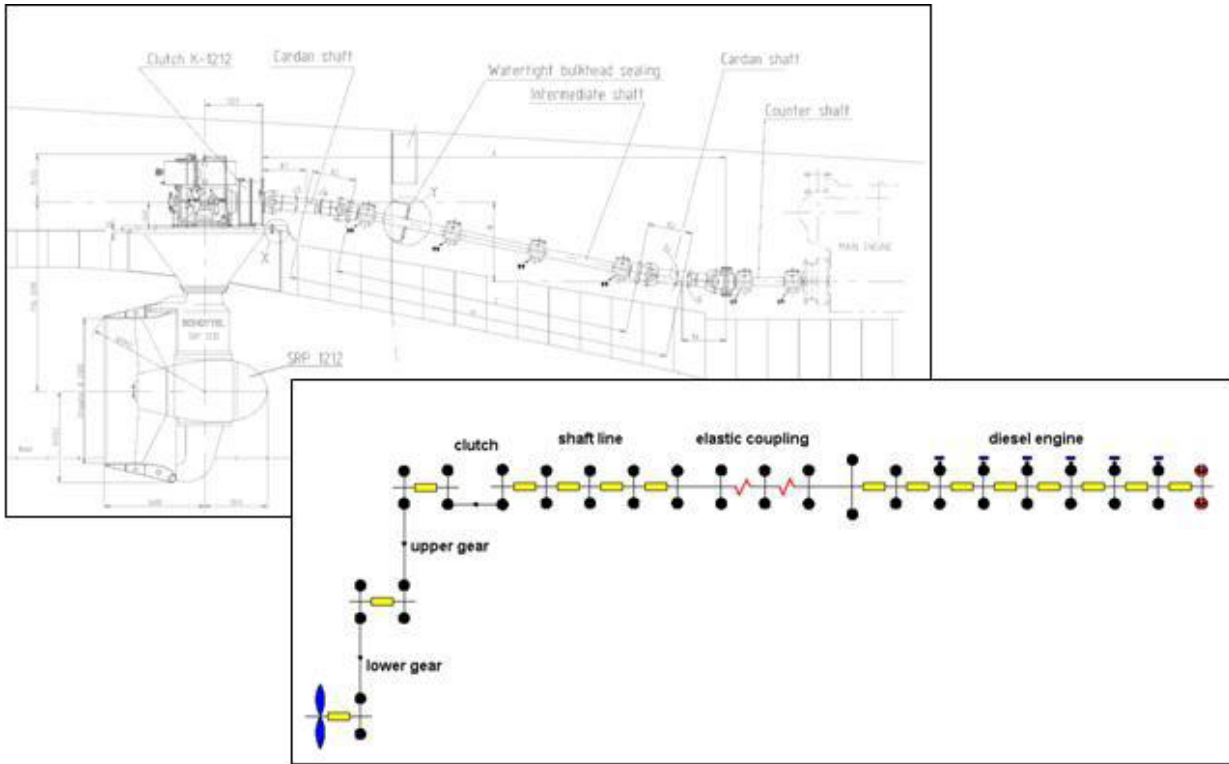 Clutch K-1212
Cardan shaft
Watertight bulkhead sealing
Intermediate shaft
Cardan shaft
Counter shaft
MAIN ENGINE
SRP 1212
clutch
shaft line
elastic coupling
diesel engine
upper gear
lower gear